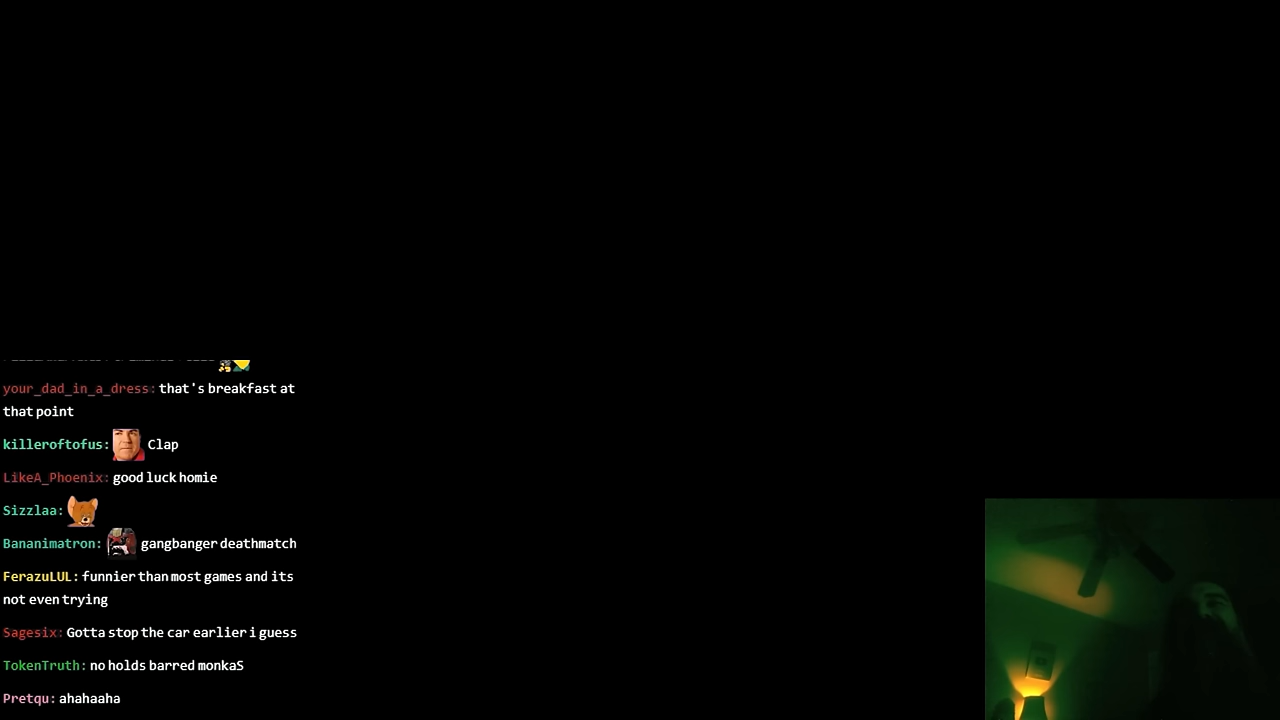 your_dad_in_a_dress: that's breakfast at
that point
killeroftofus: Clap
LikeA_Phoenix: good luck homie
Sizzlaa:
Bananimatron: gangbanger deathmatch
FerazuLUL: funnier than most games and its
not even trying
Sagesix: Gotta stop the car earlier i guess
TokenTruth: no holds barred monkaS
Pretqu: ahahaaha